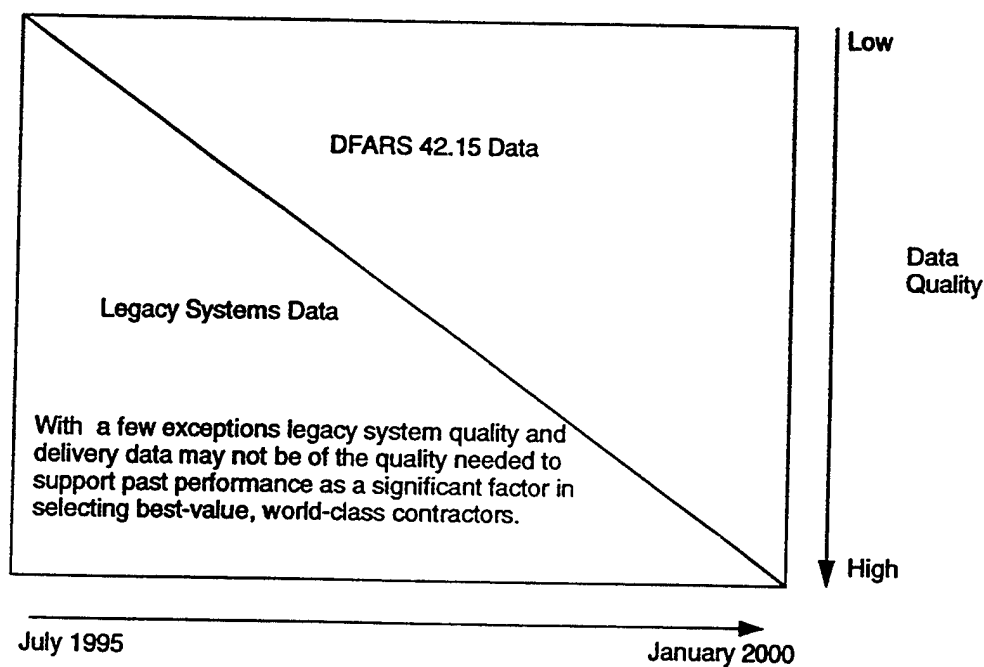 Low
DFARS 42.15 Data
Data
Quality
Legacy Systems Data
With a few exceptions legacy system quality and
delivery data may not be of the quality needed to
support past performance as a significant factor in
selecting best-value, world-class contractors.
High
July 1995
January 2000